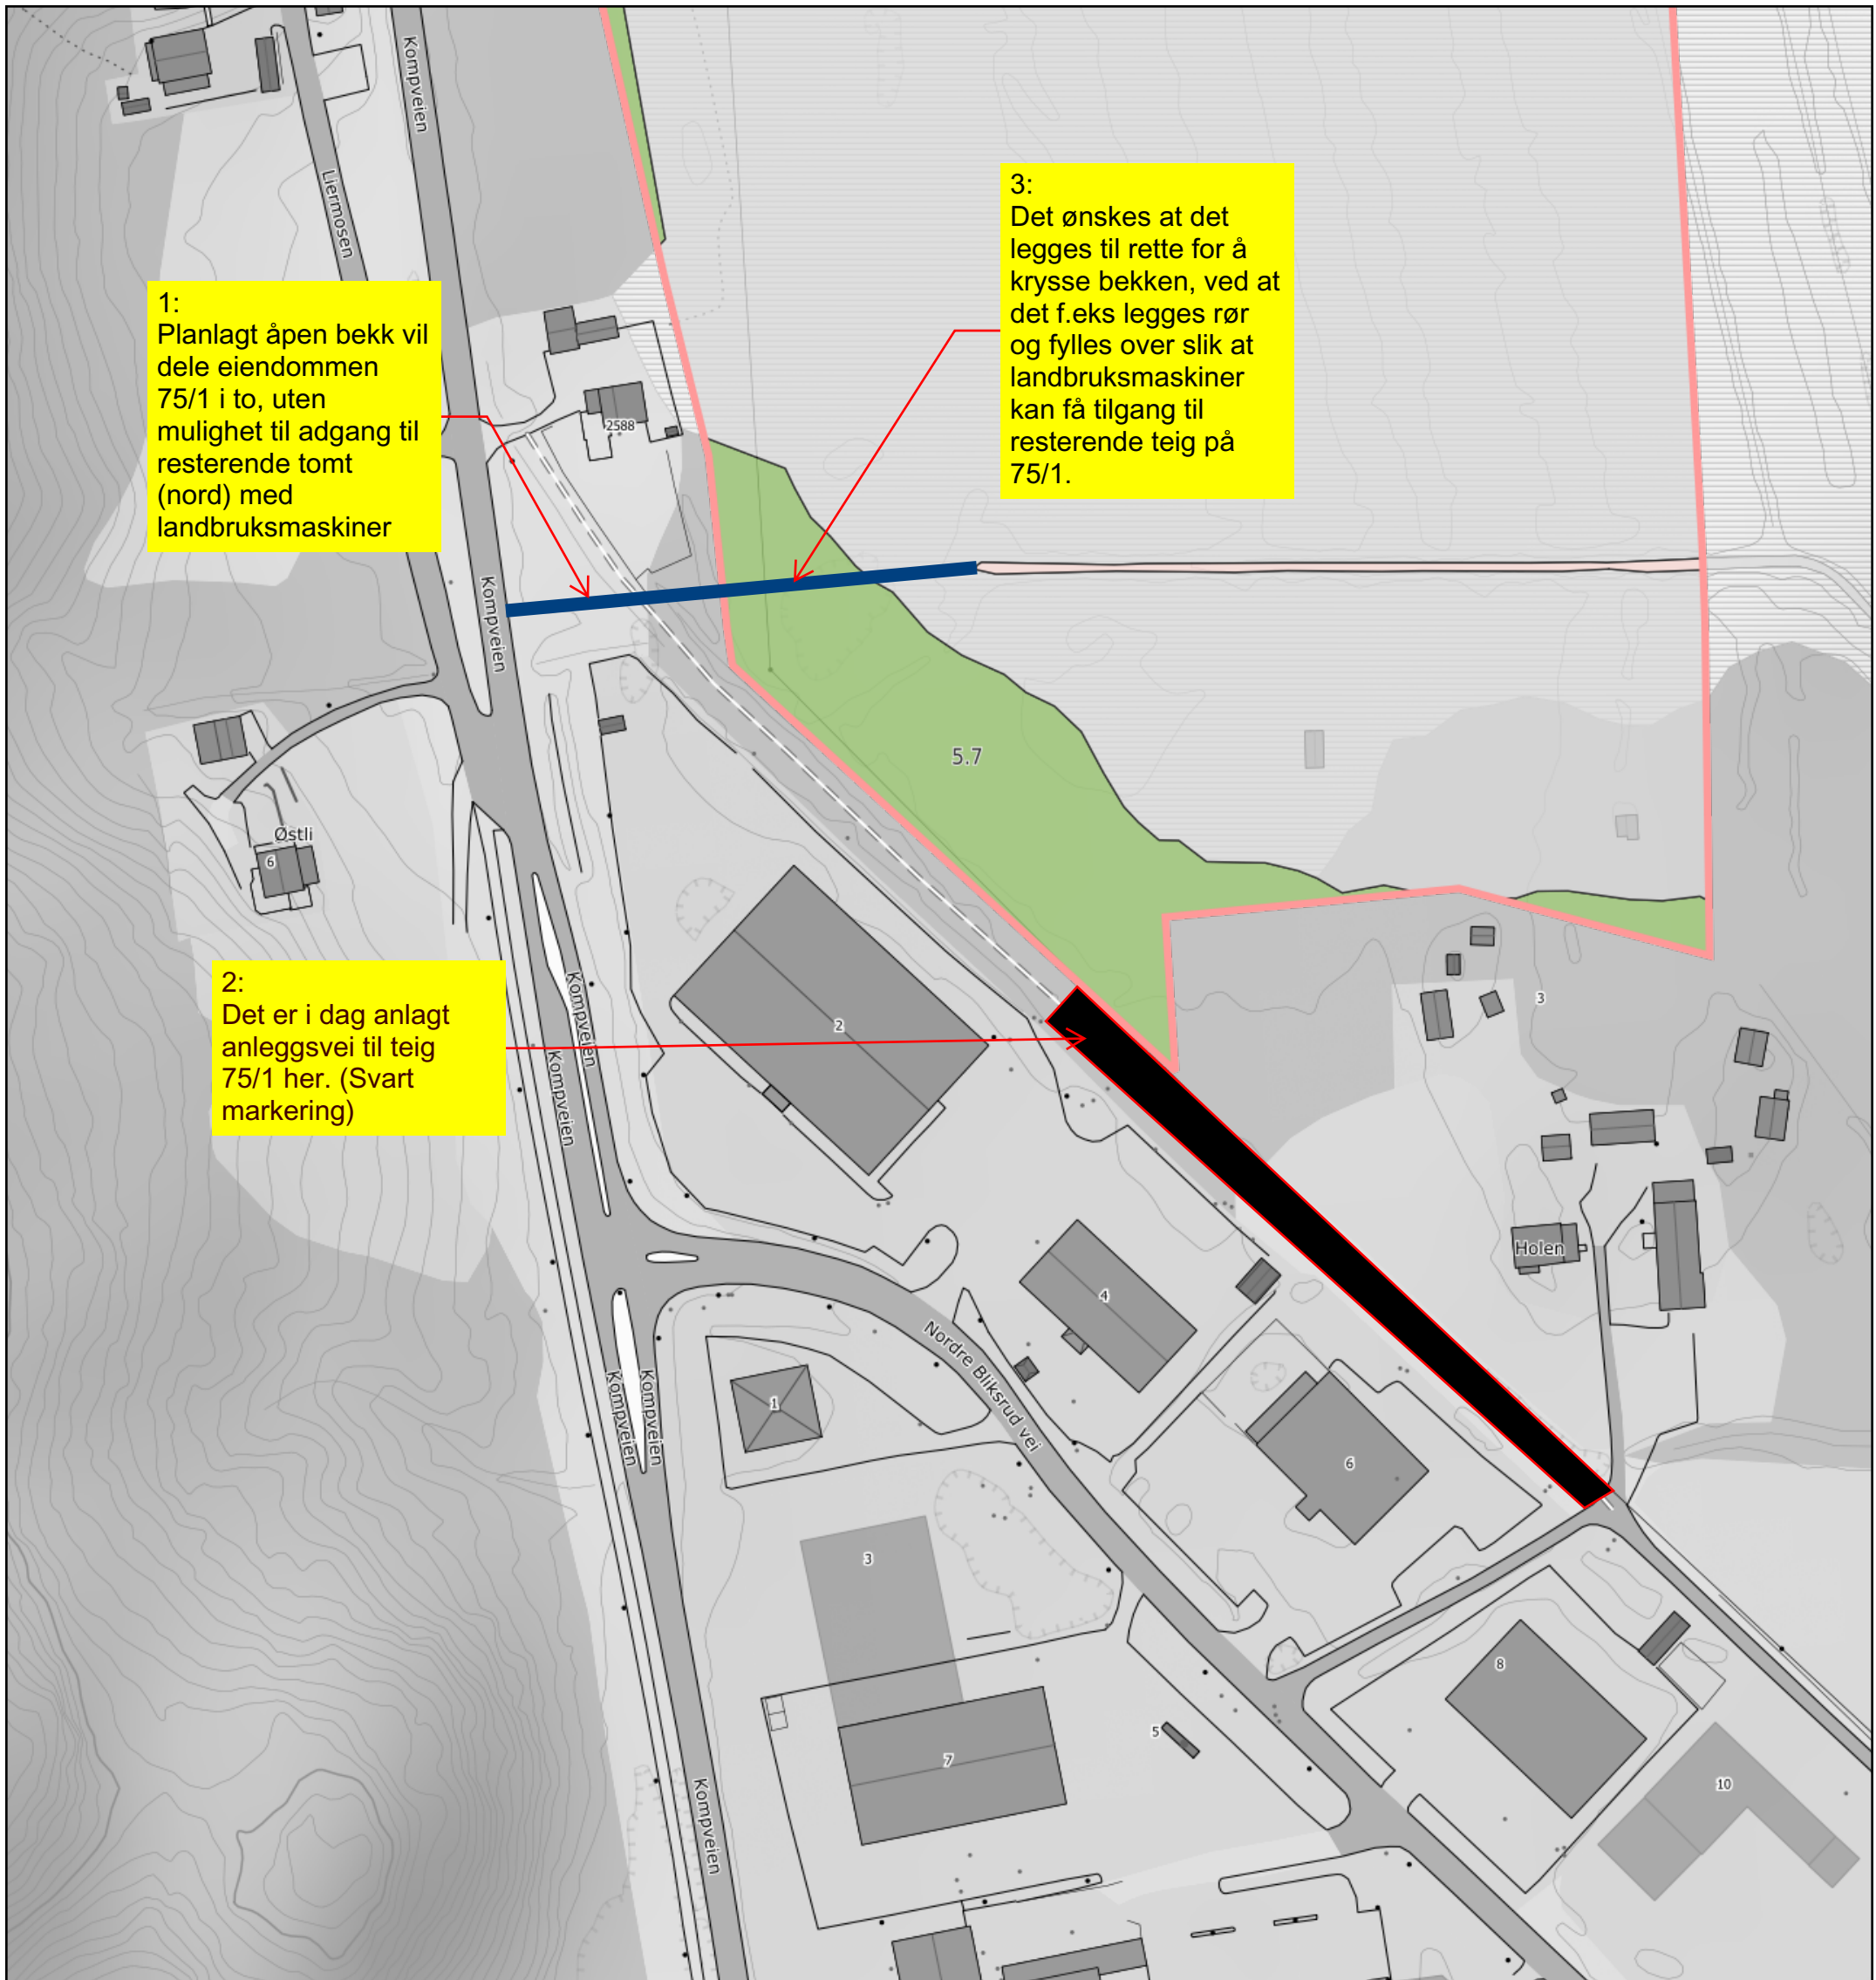 Kompveien
Liermosen
3:
Det ønskes at det
legges til rette for å
krysse bekken, ved at
det f.eks legges rør
og fylles over slik at
landbruksmaskiner
kan få tilgang til
resterende teig på
75/1.
1:
Planlagt åpen bekk vil
dele eiendommen
75/1 i to, uten
mulighet til adgang til
resterende tomt
(nord) med
landbruksmaskiner
2588
Kompveien
5.7
Østli
6
2:
Det er i dag anlagt
anleggsvei til teig
75/1 her. (Svart
markering)
Kompveien
Kompveien
2
3
Holen
4
Nordre Bliksrud vei
Kompveien
Kompveien
1
6
3
8
5
7
10
Kompveien